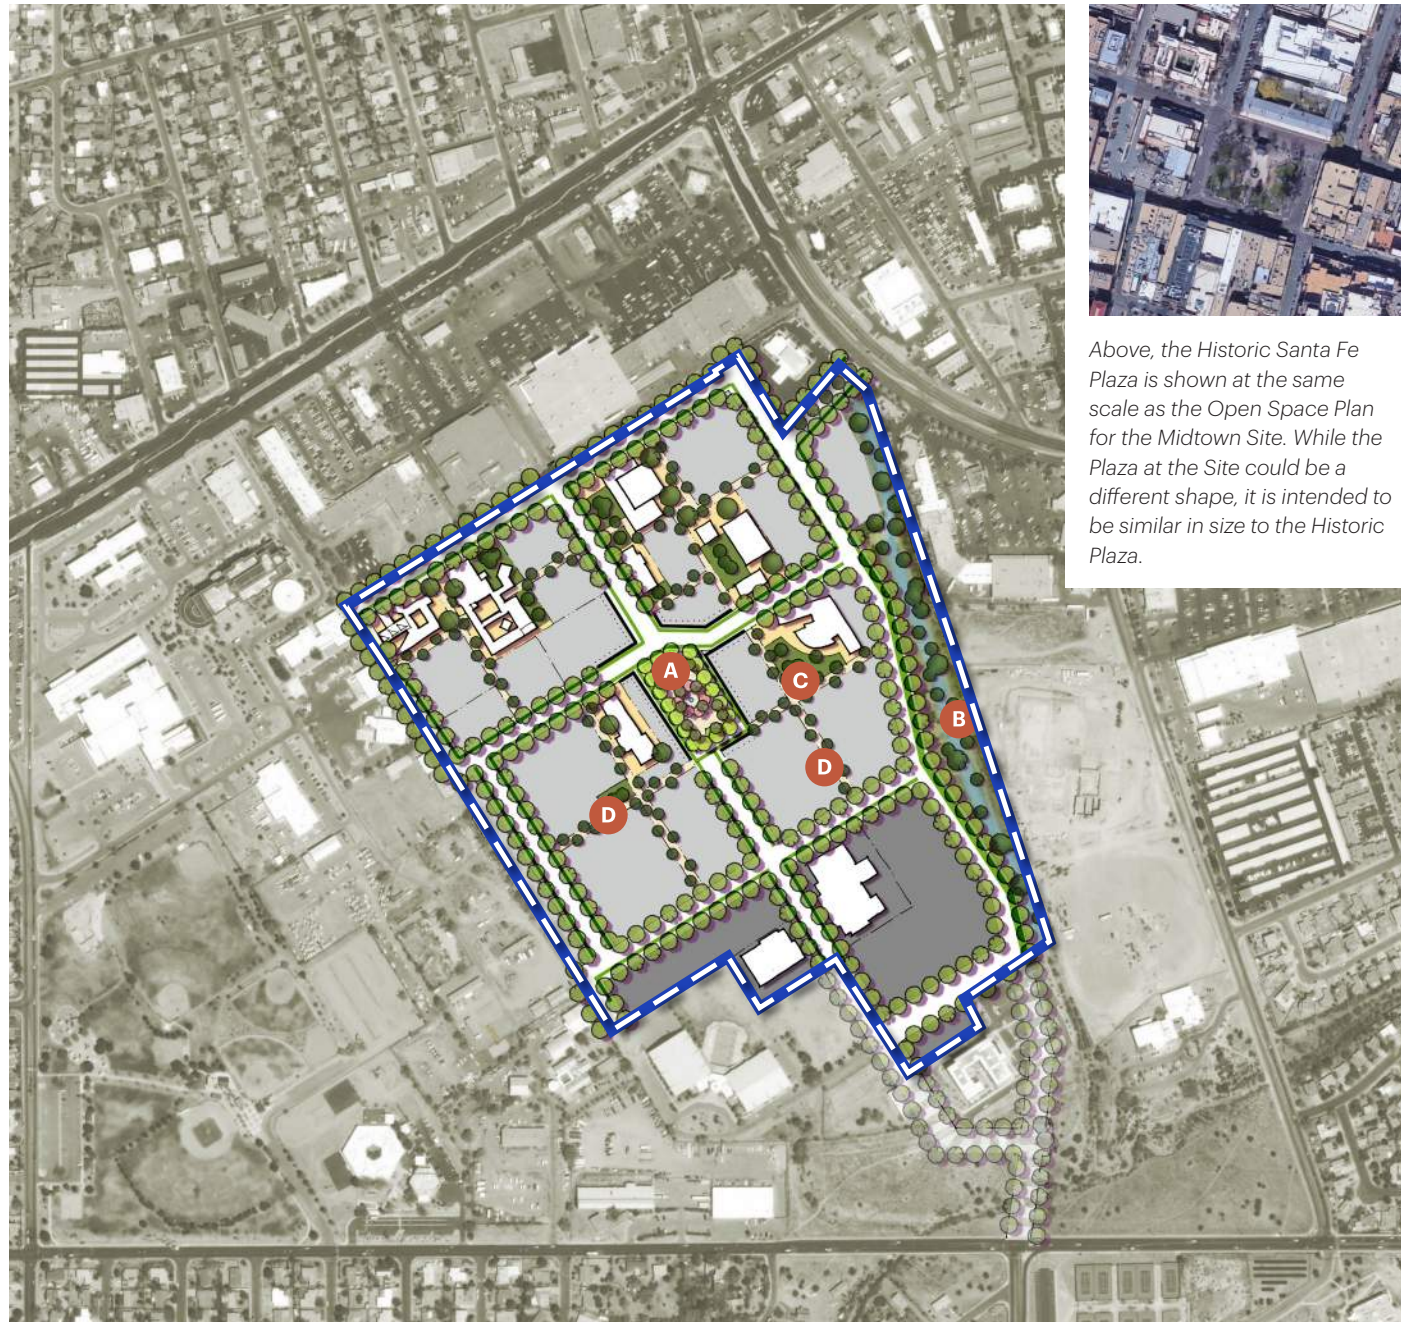 Above, the Historic Santa Fe
Plaza is shown at the same
scale as the Open Space Plan
for the Midtown Site. While the
Plaza at the Site could be a
different shape, it is intended to
be similar in size to the Historic
Plaza.
A
C
B
D
D